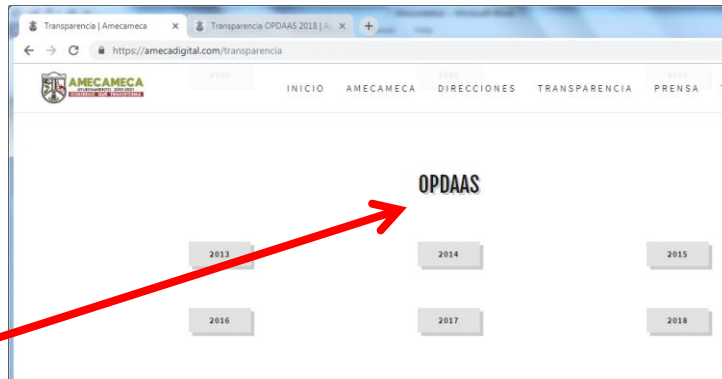 Transparencia | Amecameca
Transparencia OPDAAS 2018 | A
https://amecadigital.com/transparencia
AMECAMECA
INICIO AMECAMECA DIRECCIONES TRANSPARENCIA PRENSA
OPDAAS
2013 2014 2015
2016 2017 2018